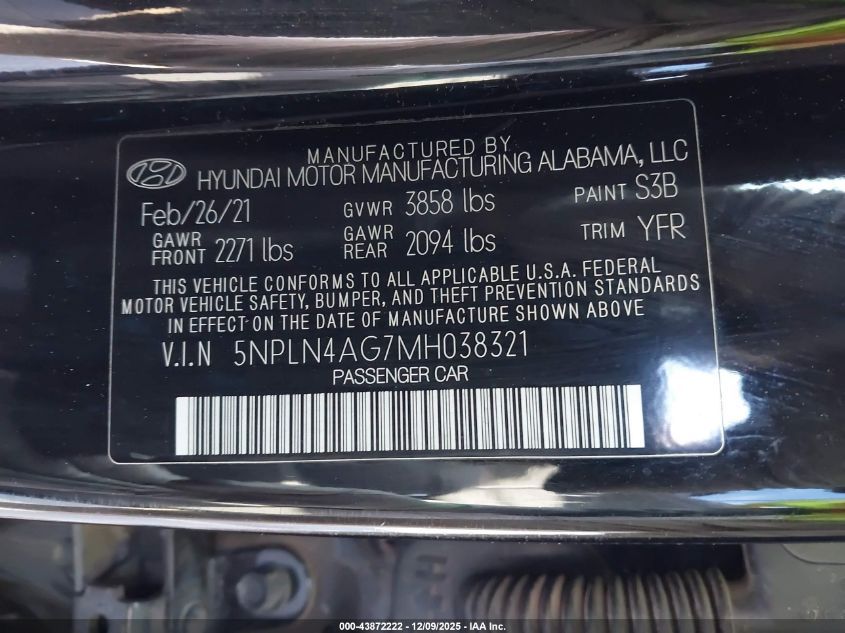 MANUFACTURED BY
HYUNDAI MOTOR MANUFACTURING ALABAMA, LLC
Feb/26/21 GVWR 3858 lbs PAINT S3B
GAWR FRONT 2271 lbs GAWR REAR 2094 lbs TRIM YFR
THIS VEHICLE CONFORMS TO ALL APPLICABLE U.S.A. FEDERAL
MOTOR VEHICLE SAFETY, BUMPER, AND THEFT PREVENTION STANDARDS
IN EFFECT ON THE DATE OF MANUFACTURE SHOWN ABOVE
V.I.N 5NPLN4AG7MH038321
PASSENGER CAR
000-43872222 - 12/09/2025 - IAA Inc.